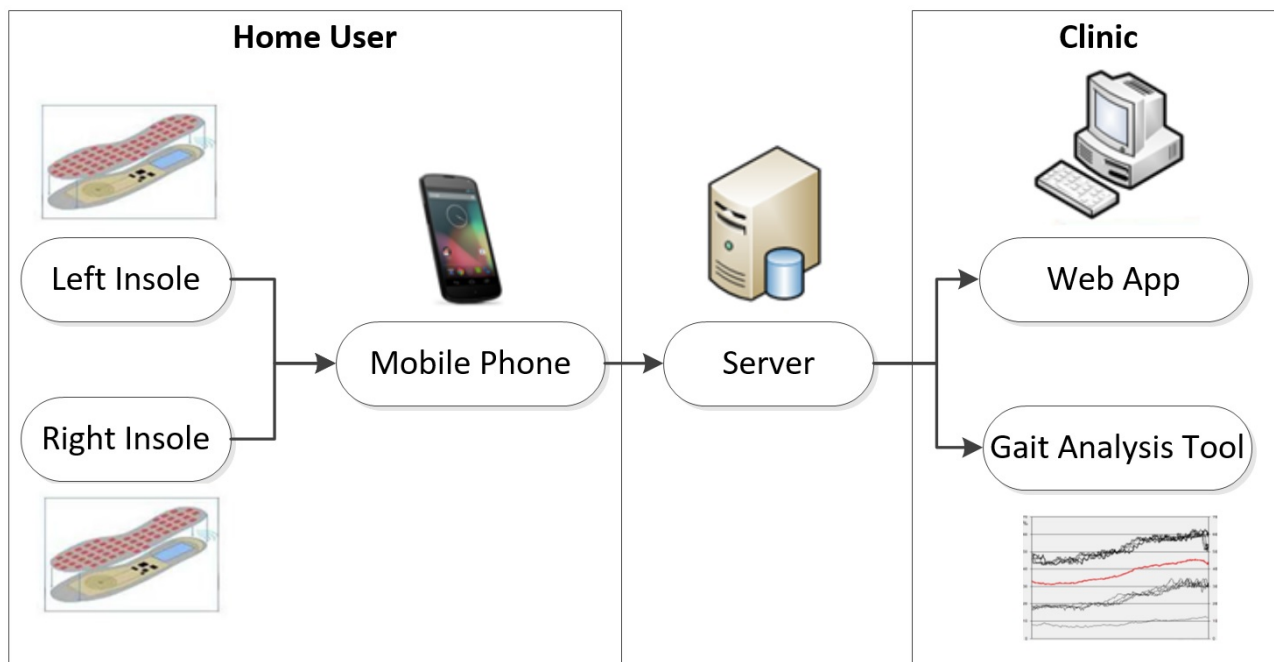 Home User
Clinic
Left Insole
Web App
Mobile Phone
Server
Right Insole
Gait Analysis Tool